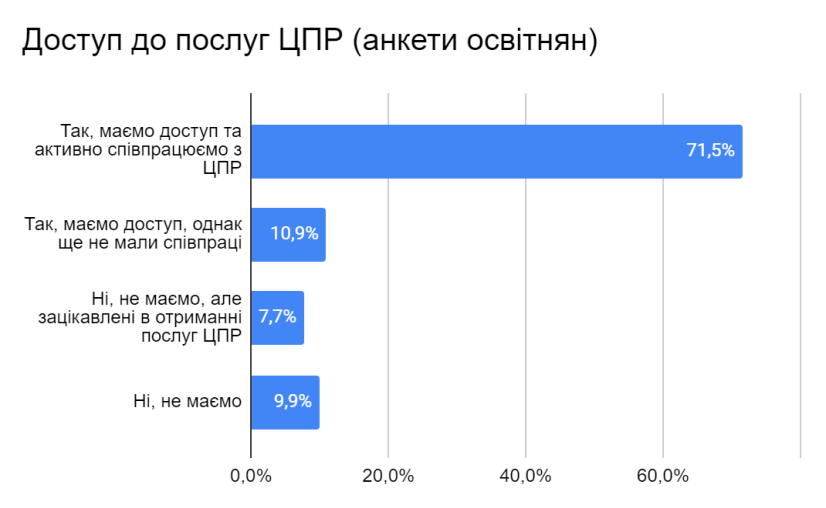 Доступ до послуг ЦПР (анкети освітнян)
Так, маємо доступ та
активно співпрацюємо з
ЦПР
71,5%
Так, маємо доступ, однак
ще не мали співпраці
10,9%
Ні, не маємо, але
зацікавлені в отриманні
послуг ЦПР
7,7%
Ні, не маємо
9,9%
0,0%
20,0%
40,0%
60,0%